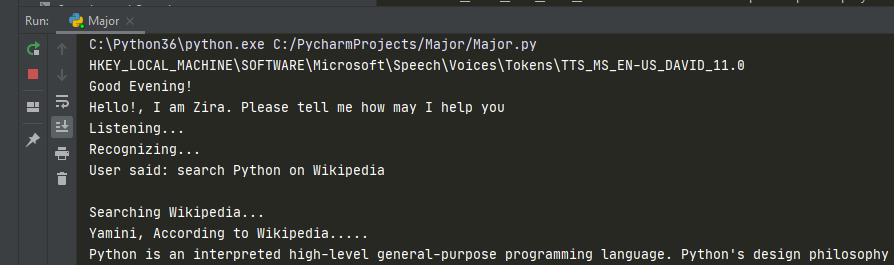 Run:
Major
C:\Python36\python.exe C:/PycharmProjects/Major/Major.py
HKEY_LOCAL_MACHINE\SOFTWARE\Microsoft\Speech\Voices\Tokens\TTS_MS_EN-US_DAVID_11.0
Good Evening!
Hello!, I am Zira. Please tell me how may I help you
Listening...
Recognizing...
User said: search Python on Wikipedia
Searching Wikipedia...
Yamini, According to Wikipedia.....
Python is an interpreted high-level general-purpose programming language. Python's design philosophy